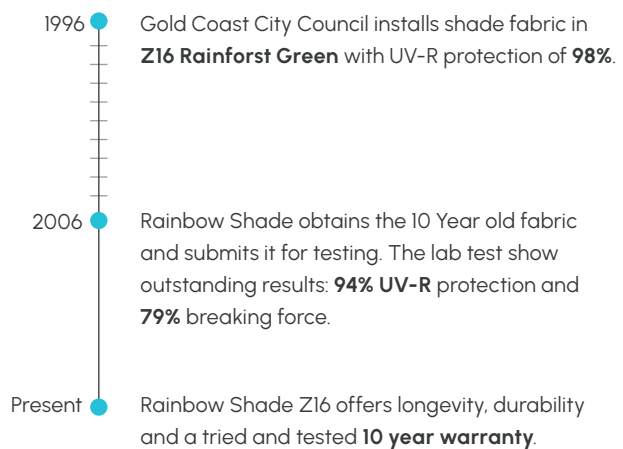 1996 Gold Coast City Council installs shade fabric in
Z16 Rainforst Green with UV-R protection of 98%.
2006 Rainbow Shade obtains the 10 Year old fabric
and submits it for testing. The lab test show
outstanding results: 94% UV-R protection and
79% breaking force.
Present Rainbow Shade Z16 offers longevity, durability
and a tried and tested 10 year warranty.